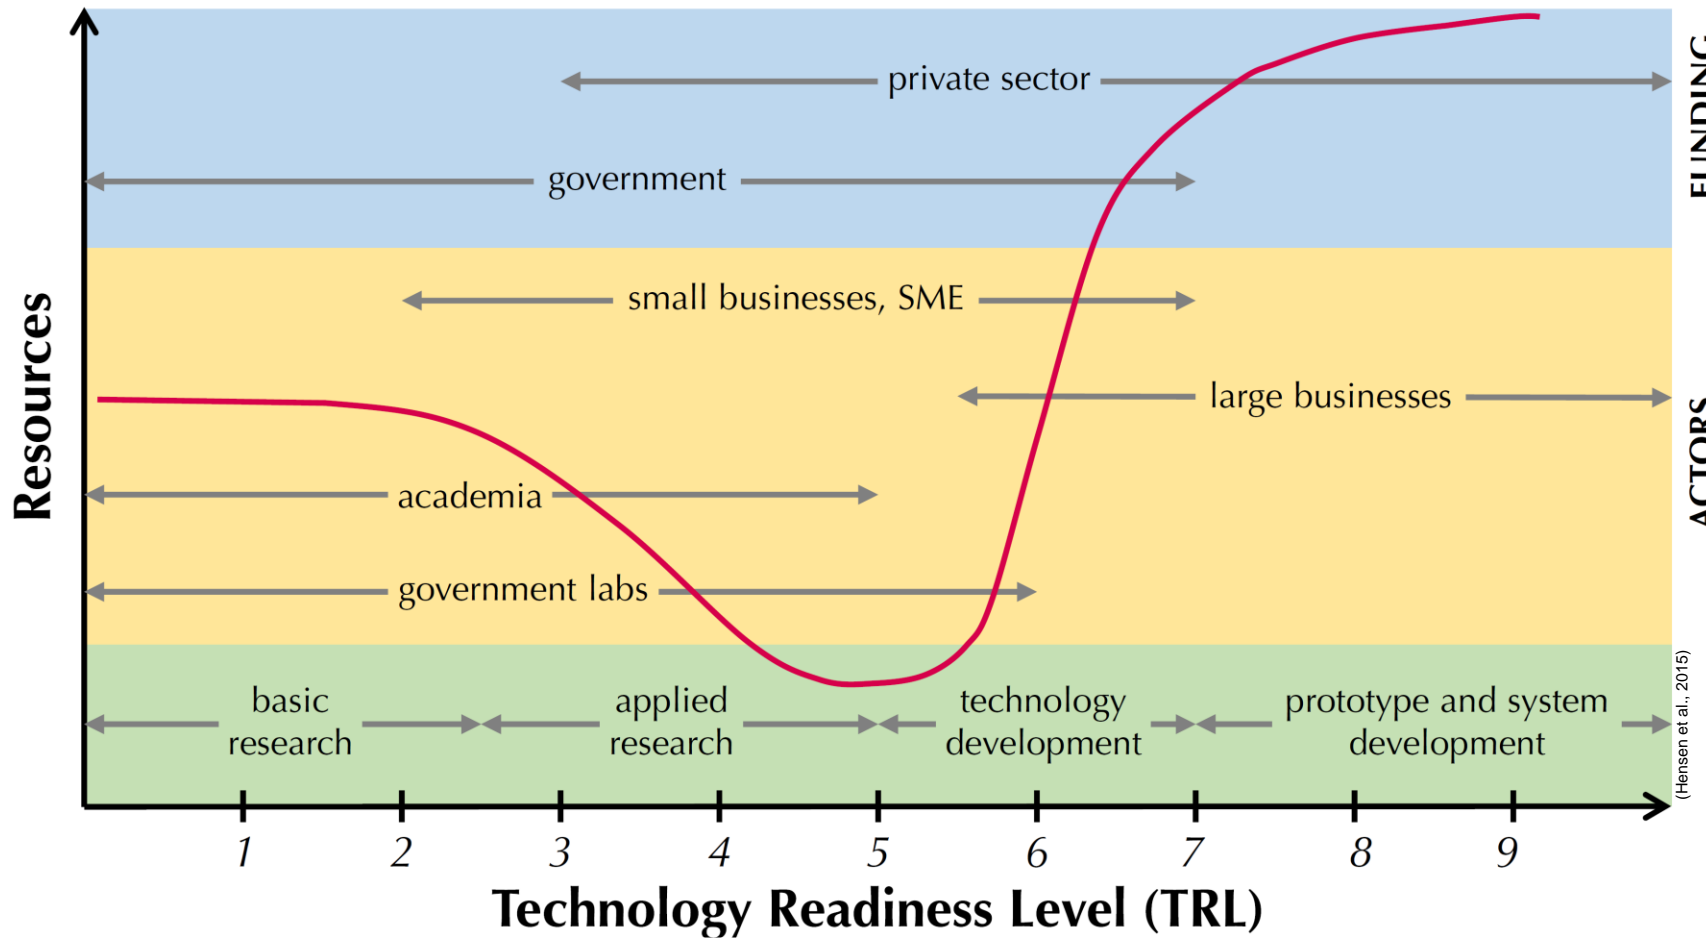 private sector
government
FUNDING
small businesses, SME
large businesses
academia
government labs
ACTORS
Resources
basic
research
applied
research
technology
development
prototype and system
development
(Hensen et al., 2015)
1 2 3 4 5 6 7 8 9
Technology Readiness Level (TRL)